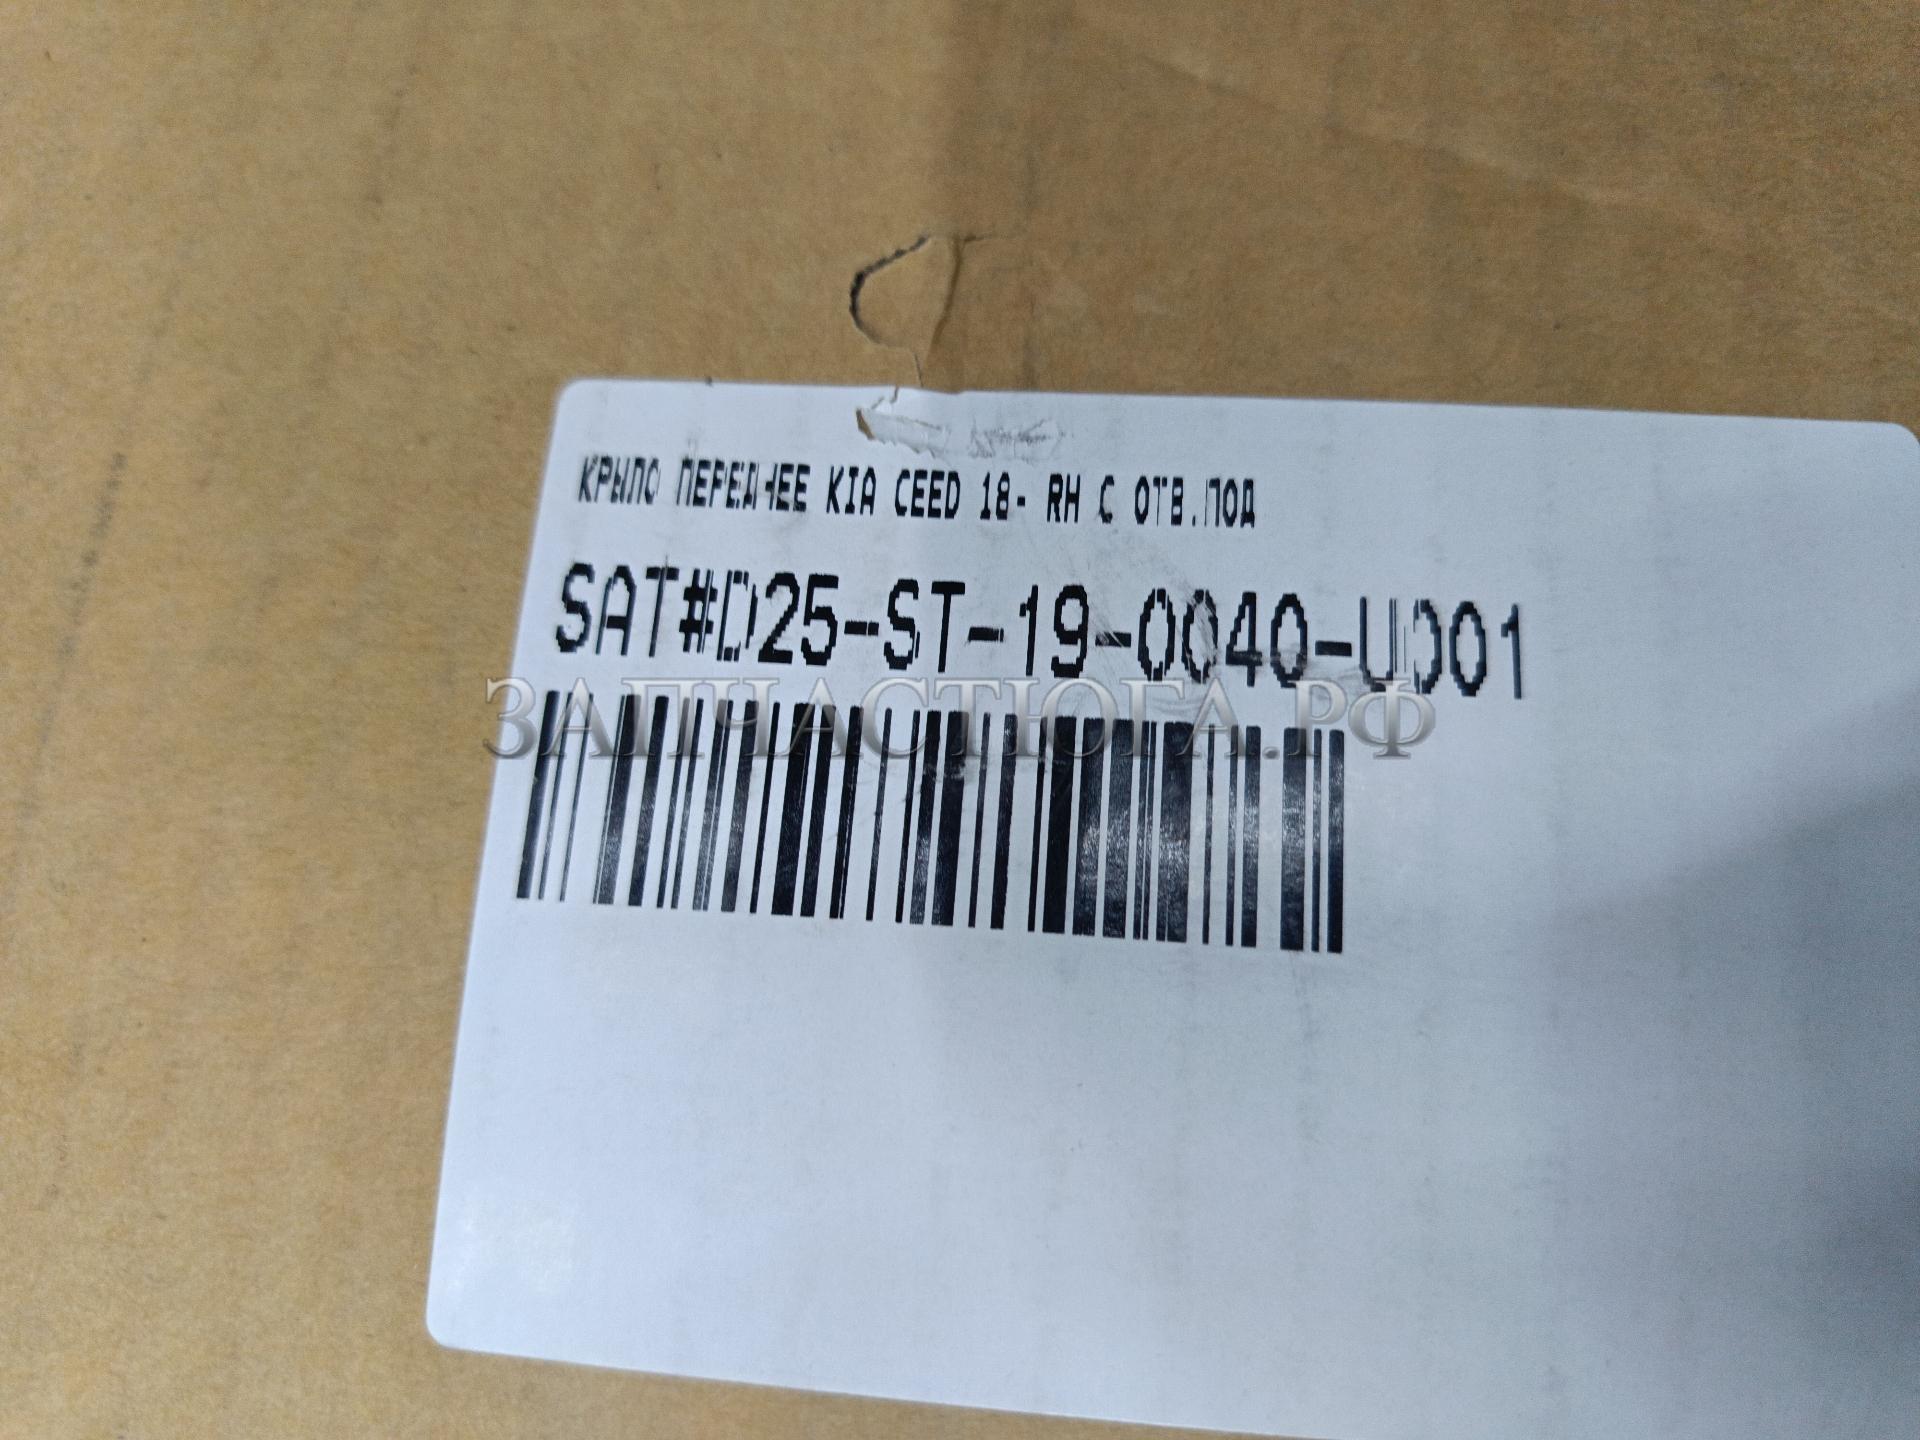 КРЫЛО ПЕРЕДНЕЕ KIA CEED 18- RH С ОТВ.ПОД
SAT#D25-ST-19-0040-U001
ЗАПЧАСТЮГА.РФ